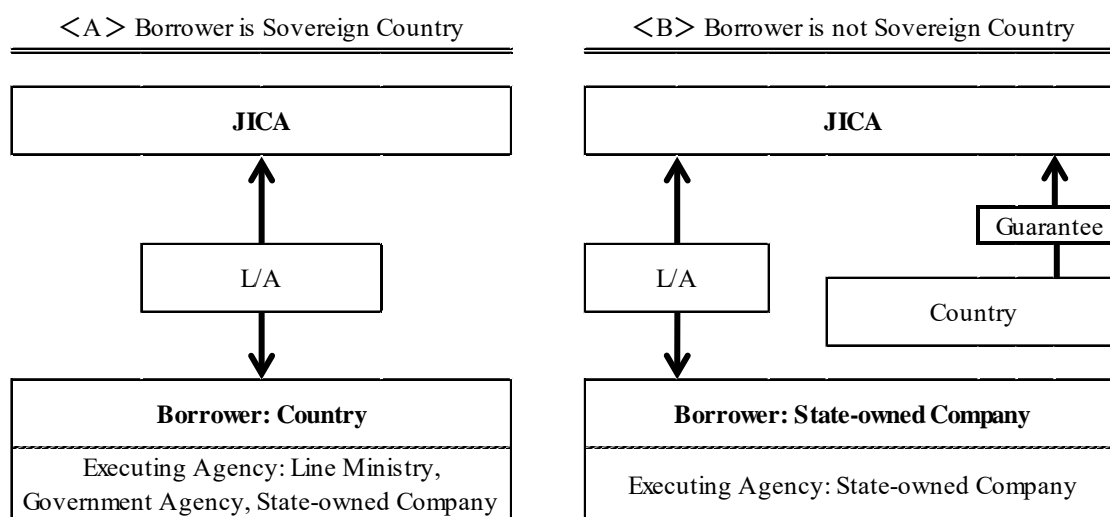 <A> Borrower is Sovereign Country
JICA
L/A
Borrower: Country
Executing Agency: Line Ministry,
Government Agency, State-owned Company
<B> Borrower is not Sovereign Country
JICA
Guarantee
L/A
Country
Borrower: State-owned Company
Executing Agency: State-owned Company